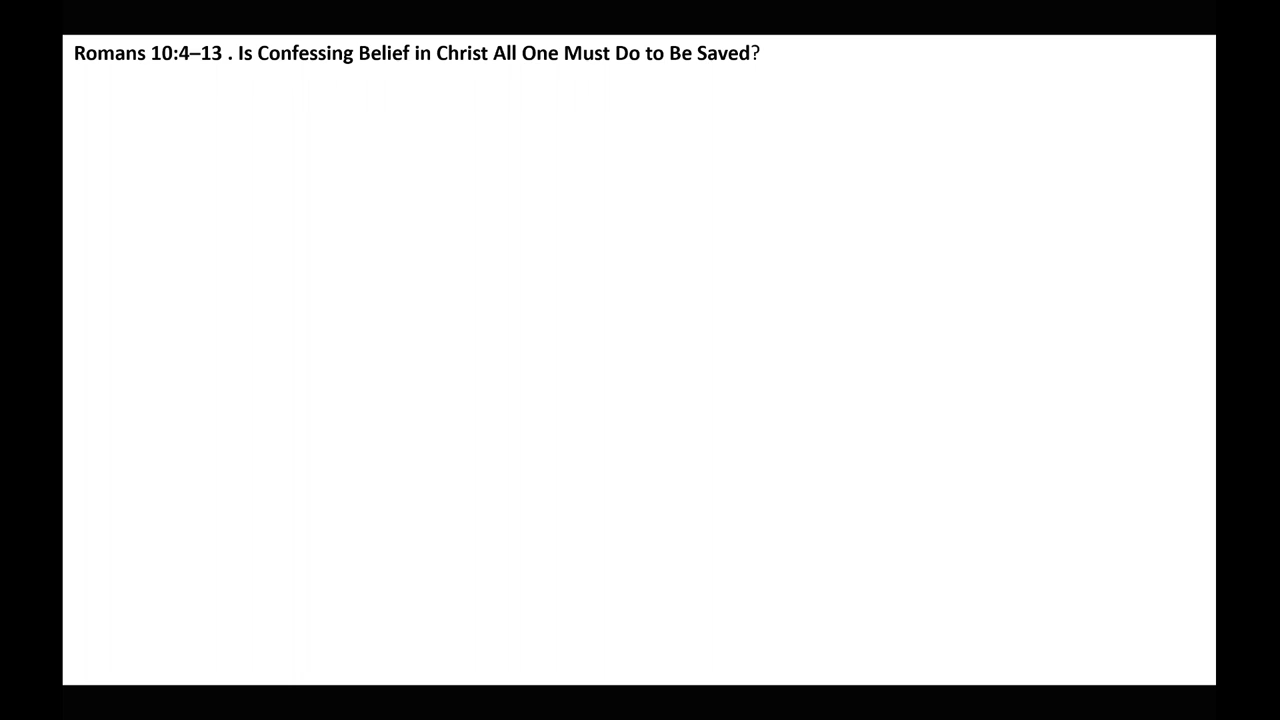 Romans 10:4–13 . Is Confessing Belief in Christ All One Must Do to Be Saved?